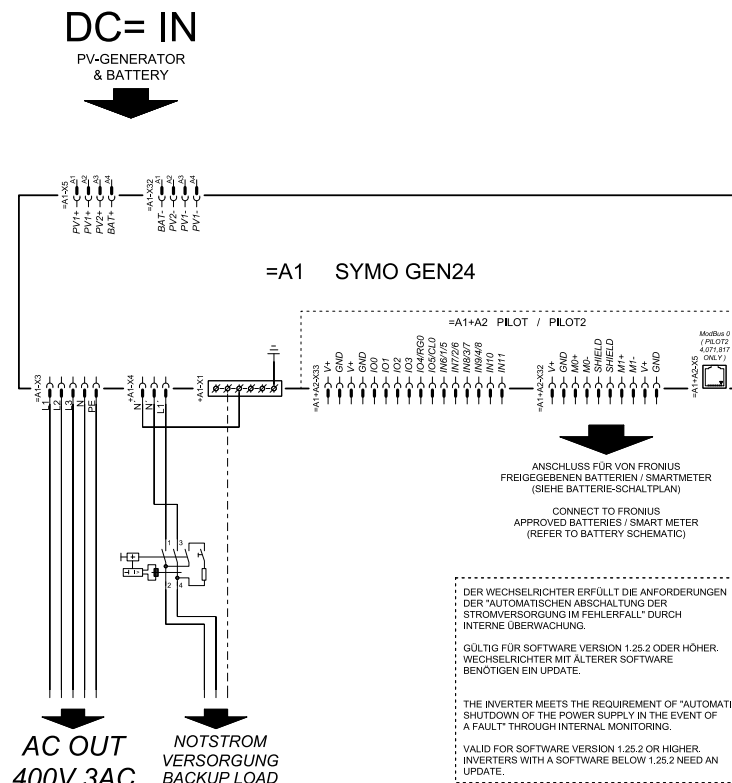 DC= IN
PV-GENERATOR
& BATTERY
=A1-X5
A1
A2
A3
A4
PV1+
PV1+
PV2+
BAT+
=A1-X32
A1
A2
A3
A4
BAT-
PV2-
PV1-
PV1-
=A1 SYMO GEN24
=A1+A2 PILOT / PILOT2
ModBus 0
( PILOT2
4,071,817
ONLY )
=A1-X3
L1
L2
L3
N
PE
+A1-X4
N´
N´
L1´
+A1-X1
=A1+A2-X33
V+
GND
V+
GND
IO0
IO1
IO2
IO3
IO4/RG0
IO5/CL0
IN6/1/5
IN7/2/6
IN8/3/7
IN9/4/8
IN10
IN11
=A1+A2-X32
V+
GND
M0+
M0-
SHIELD
SHIELD
M1+
M1-
V+
GND
=A1+A2-X5
ANSCHLUSS FÜR VON FRONIUS
FREIGEGEBENEN BATTERIEN / SMARTMETER
(SIEHE BATTERIE-SCHALTPLAN)
CONNECT TO FRONIUS
APPROVED BATTERIES / SMART METER
(REFER TO BATTERY SCHEMATIC)
1 3
2 4
DER WECHSELRICHTER ERFÜLLT DIE ANFORDERUNGEN
DER "AUTOMATISCHEN ABSCHALTUNG DER
STROMVERSORGUNG IM FEHLERFALL" DURCH
INTERNE ÜBERWACHUNG.
GÜLTIG FÜR SOFTWARE VERSION 1.25.2 ODER HÖHER.
WECHSELRICHTER MIT ÄLTERER SOFTWARE
BENÖTIGEN EIN UPDATE.
THE INVERTER MEETS THE REQUIREMENT OF "AUTOMATI
SHUTDOWN OF THE POWER SUPPLY IN THE EVENT OF
A FAULT" THROUGH INTERNAL MONITORING.
VALID FOR SOFTWARE VERSION 1.25.2 OR HIGHER.
INVERTERS WITH A SOFTWARE BELOW 1.25.2 NEED AN
UPDATE.
AC OUT
400V 3AC
NOTSTROM
VERSORGUNG
BACKUP LOAD